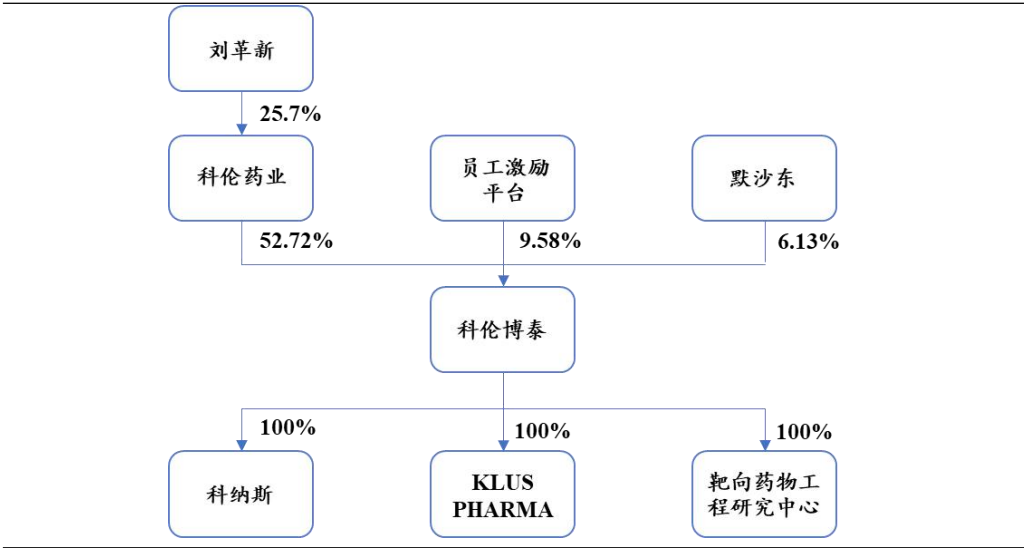 刘革新
25.7%
科伦药业
员工激励
平台
默沙东
52.72%
9.58%
6.13%
科伦博泰
100%
100%
100%
科纳斯
KLUS
PHARMA
靶向药物工
程研究中心